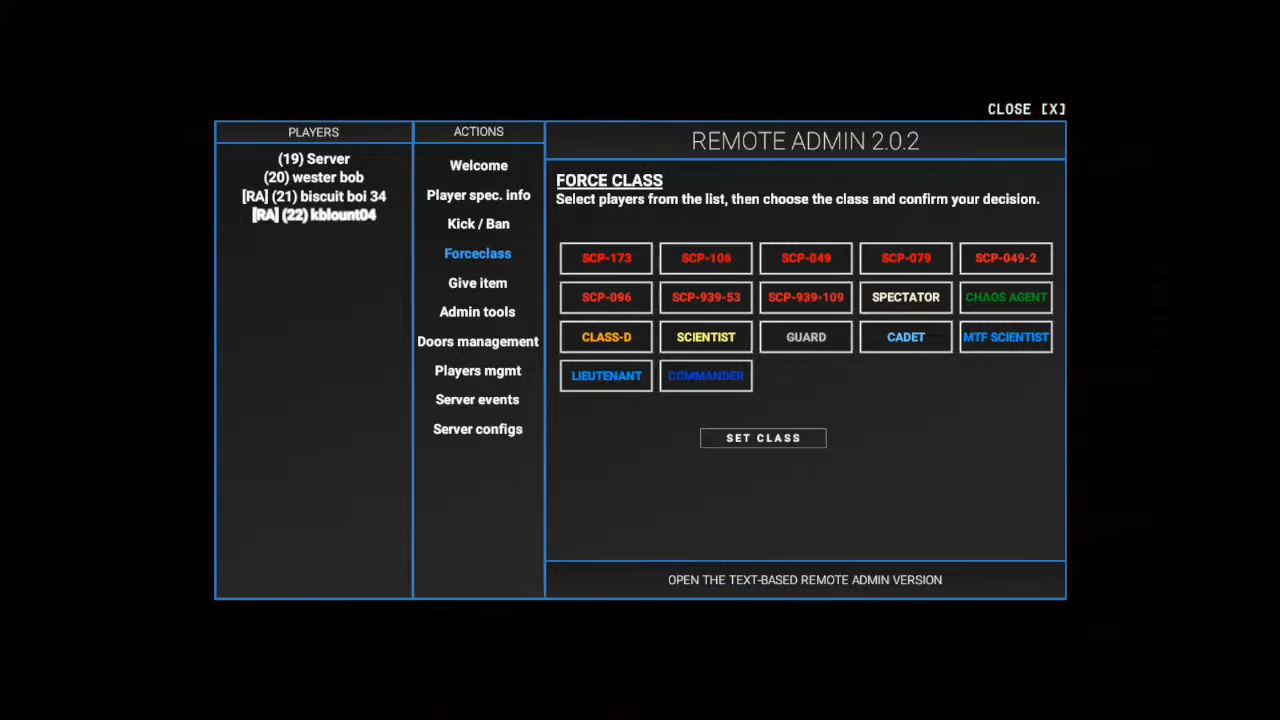 CLOSE [X]
PLAYERS
(19) Server
(20) wester bob
[RA] (21) biscuit boi 34
[RA] (22) kblount04
ACTIONS
Welcome
Player spec. info
Kick / Ban
Forceclass
Give item
Admin tools
Doors management
Players mgmt
Server events
Server configs
REMOTE ADMIN 2.0.2
FORCE CLASS
Select players from the list, then choose the class and confirm your decision.
SCP-173 SCP-106 SCP-049 SCP-079 SCP-049-2
SCP-096 SCP-939-53 SCP-939-109 SPECTATOR CHAOS AGENT
CLASS-D SCIENTIST GUARD CADET MTF SCIENTIST
LIEUTENANT COMMANDER
SET CLASS
OPEN THE TEXT-BASED REMOTE ADMIN VERSION